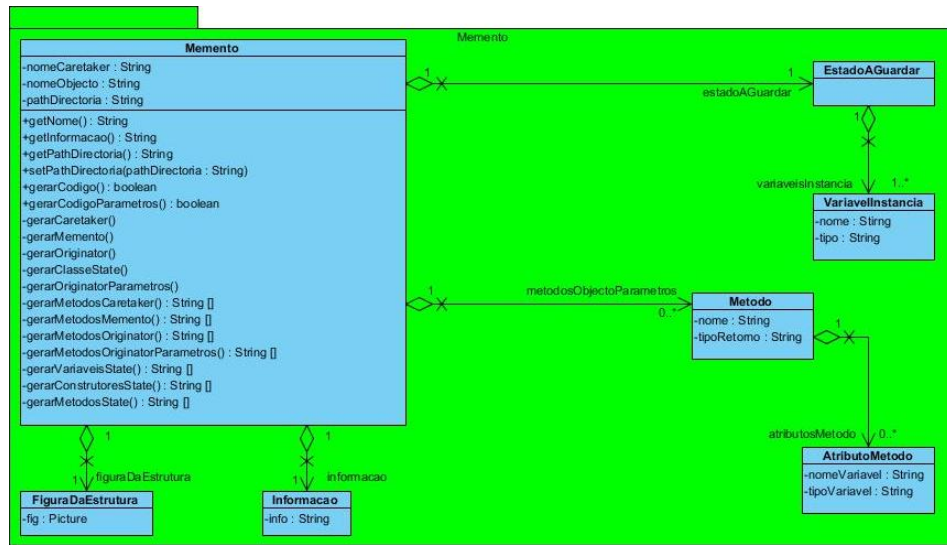 Memento
Memento
-nomeCaretaker : String
-nomeObjecto : String
-pathDirectoria : String
+getNome() : String
+getInformacao() : String
+getPathDirectoria() : String
+setPathDirectoria(pathDirectoria : String)
+gerarCodigo() : boolean
+gerarCodigoParametros() : boolean
-gerarCaretaker()
-gerarMemento()
-gerarOriginator()
-gerarClasseState()
-gerarOriginatorParametros()
-gerarMetodosCaretaker() : String []
-gerarMetodosMemento() : String []
-gerarMetodosOriginator() : String []
-gerarMetodosOriginatorParametros() : String []
-gerarVariaveisState() : String []
-gerarConstrutoresState() : String []
-gerarMetodosState() : String []
1
1
estadoAGuardar
EstadoAGuardar
1
variaveisInstancia
1..*
VariavelInstancia
-nome : Stirng
-tipo : String
1
metodosObjectoParametros
0..*
Metodo
-nome : String
-tipoRetorno : String
1
atributosMetodo
0..*
AtributoMetodo
-nomeVariavel : String
-tipoVariavel : String
1
1
figuraDaEstrutura
FiguraDaEstrutura
-fig : Picture
1
1
informacao
Informacao
-info : String